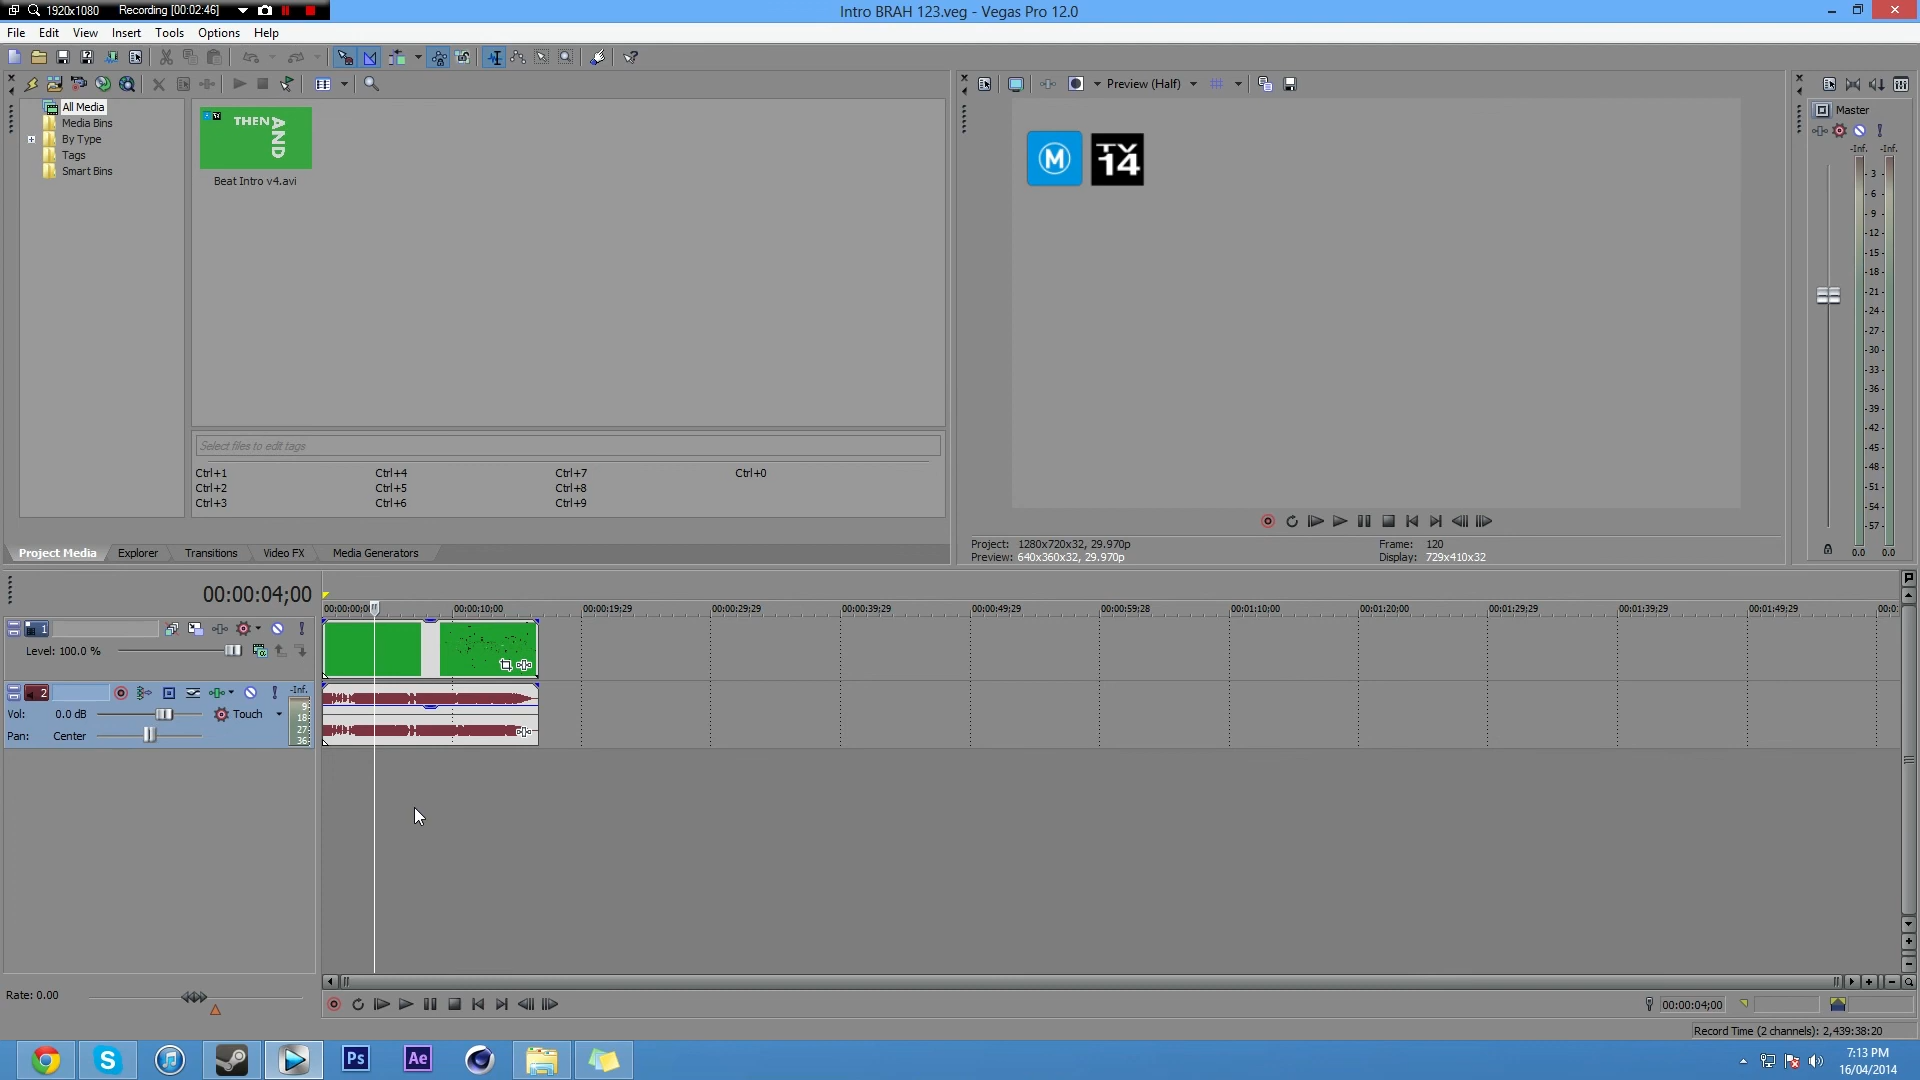 1920x1080 Recording [00:02:46]
Intro BRAH 123.veg - Vegas Pro 12.0
File Edit View Insert Tools Options Help
Preview (Half)
All Media
Media Bins
By Type
Tags
Smart Bins
THEN AND
Beat Intro v4.avi
M TV 14
Master
-Inf. -Inf.
3
6
9
12
15
18
21
24
27
30
33
36
39
42
45
48
51
54
57
0.0 0.0
Select files to edit tags
Ctrl+1 Ctrl+4 Ctrl+7 Ctrl+0
Ctrl+2 Ctrl+5 Ctrl+8
Ctrl+3 Ctrl+6 Ctrl+9
Project Media Explorer Transitions Video FX Media Generators
Project: 1280x720x32, 29.970p Frame: 120
Preview: 640x360x32, 29.970p Display: 729x410x32
00:00:04;00
00:00:10;00 00:00:19;29 00:00:29;29 00:00:39;29 00:00:49;29 00:00:59;28 00:01:10;00 00:01:20;00 00:01:29;29 00:01:39;29 00:01:49;29
1
Level: 100.0 %
2 -Inf.
Vol: 0.0 dB Touch
Pan: Center
9
18
27
36
Rate: 0.00
00:00:04;00
Record Time (2 channels): 2,439:38:20
Ps Ae
7:13 PM
16/04/2014